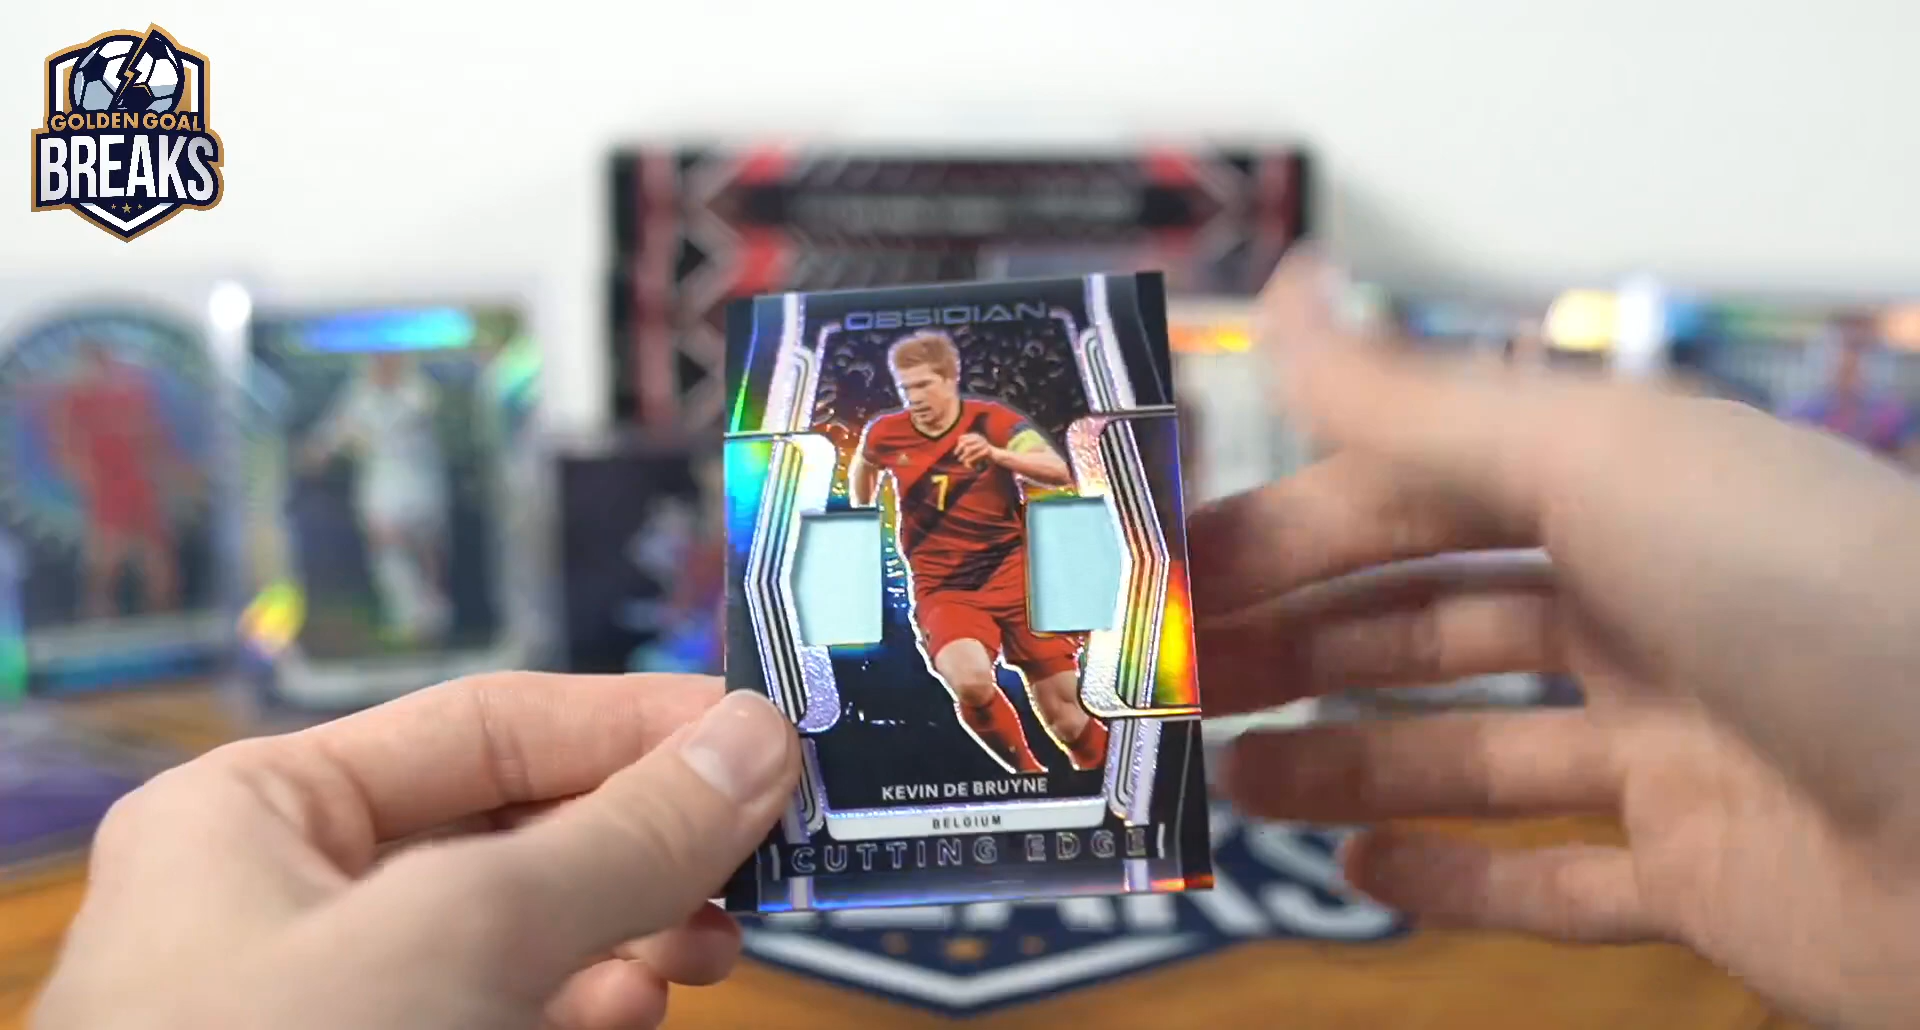 GOLDEN GOAL
BREAKS
OBSIDIAN
7
KEVIN DE BRUYNE
BELGIUM
CUTTING EDGE